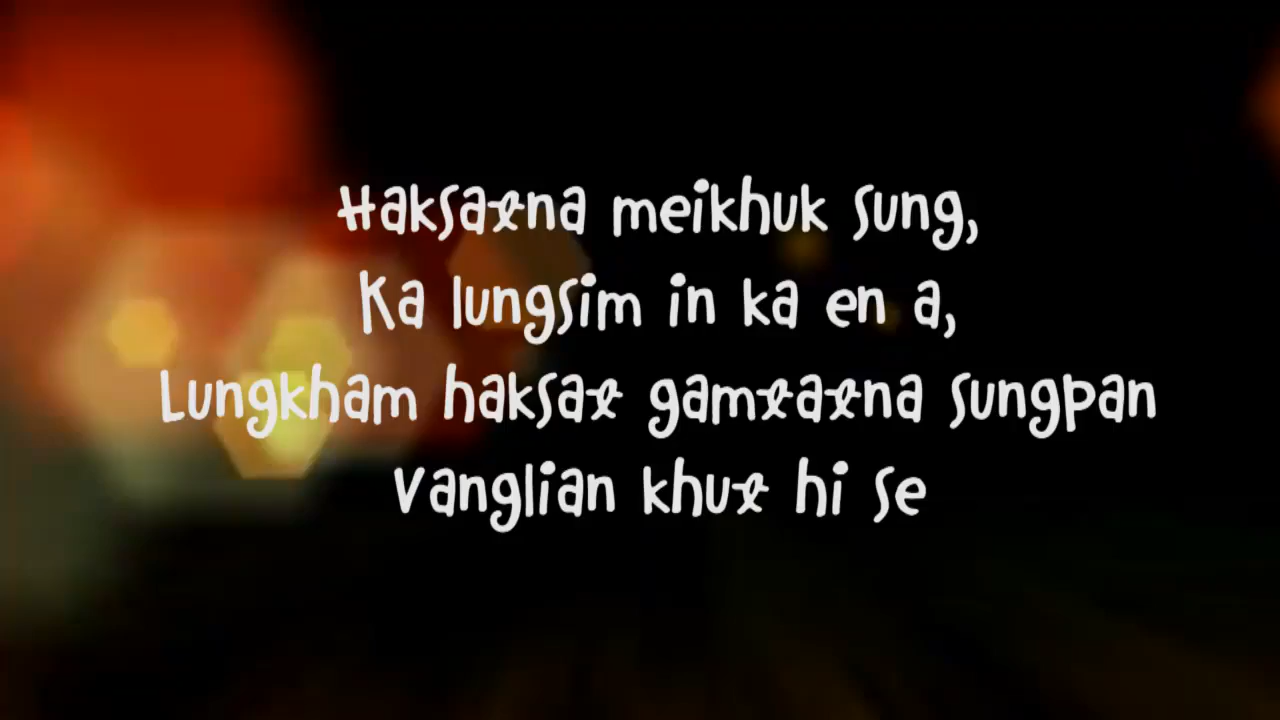 Haksatna meikhuk sung,
Ka lungsim in ka en a,
Lungkham haksat gamtatna sungpan
Vanglian khut hi se